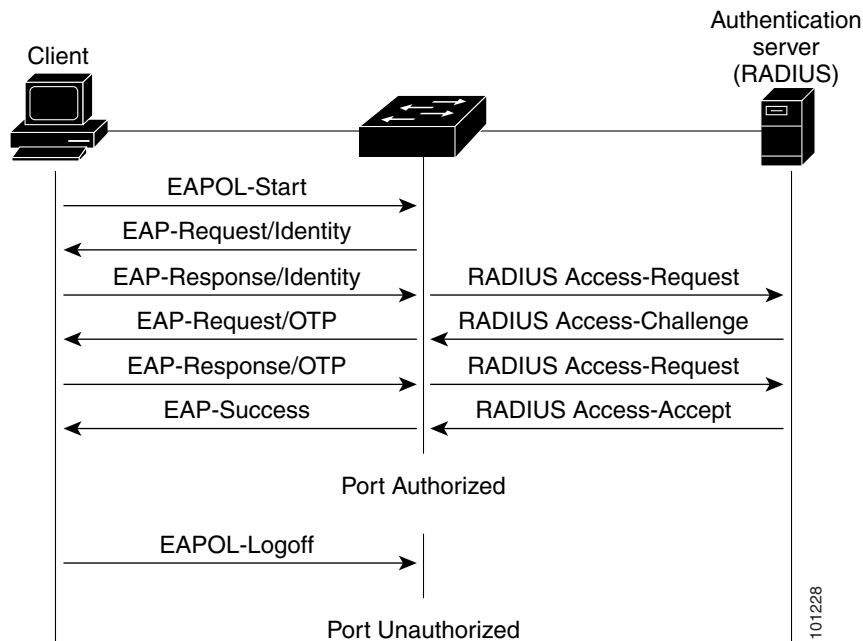 Client
Authentication
server
(RADIUS)
EAPOL-Start
EAP-Request/Identity
EAP-Response/Identity
RADIUS Access-Request
EAP-Request/OTP
RADIUS Access-Challenge
EAP-Response/OTP
RADIUS Access-Request
EAP-Success
RADIUS Access-Accept
Port Authorized
EAPOL-Logoff
Port Unauthorized
101228